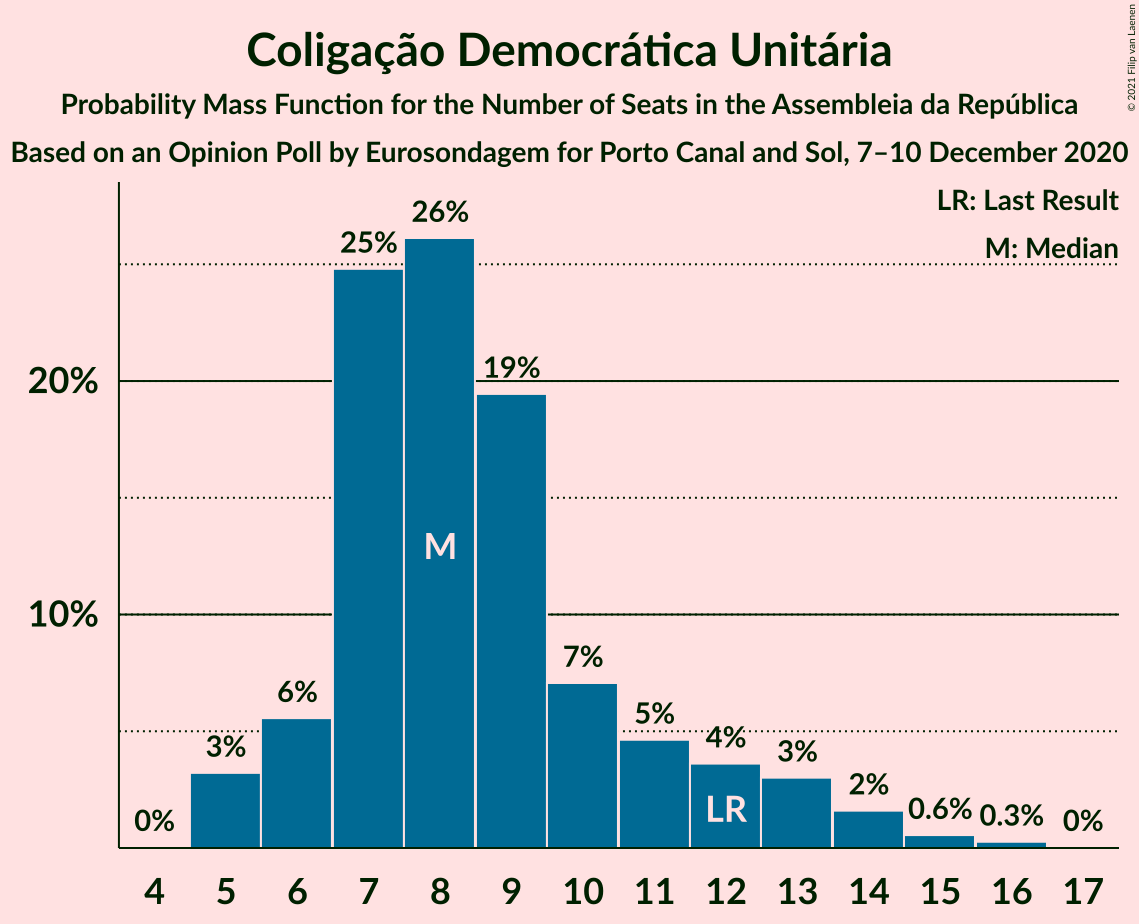 Coligação Democrática Unitária
Probability Mass Function for the Number of Seats in the Assembleia da República
Based on an Opinion Poll by Eurosondagem for Porto Canal and Sol, 7–10 December 2020
© 2021 Filip van Laenen
LR: Last Result
M: Median
20%
10%
0%
3%
6%
25%
26%
19%
7%
5%
4%
3%
2%
0.6%
0.3%
0%
M
LR
4 5 6 7 8 9 10 11 12 13 14 15 16 17